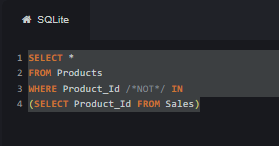 SQLite
1 SELECT *
2 FROM Products
3 WHERE Product_Id /*NOT*/ IN
4 (SELECT Product_Id FROM Sales)